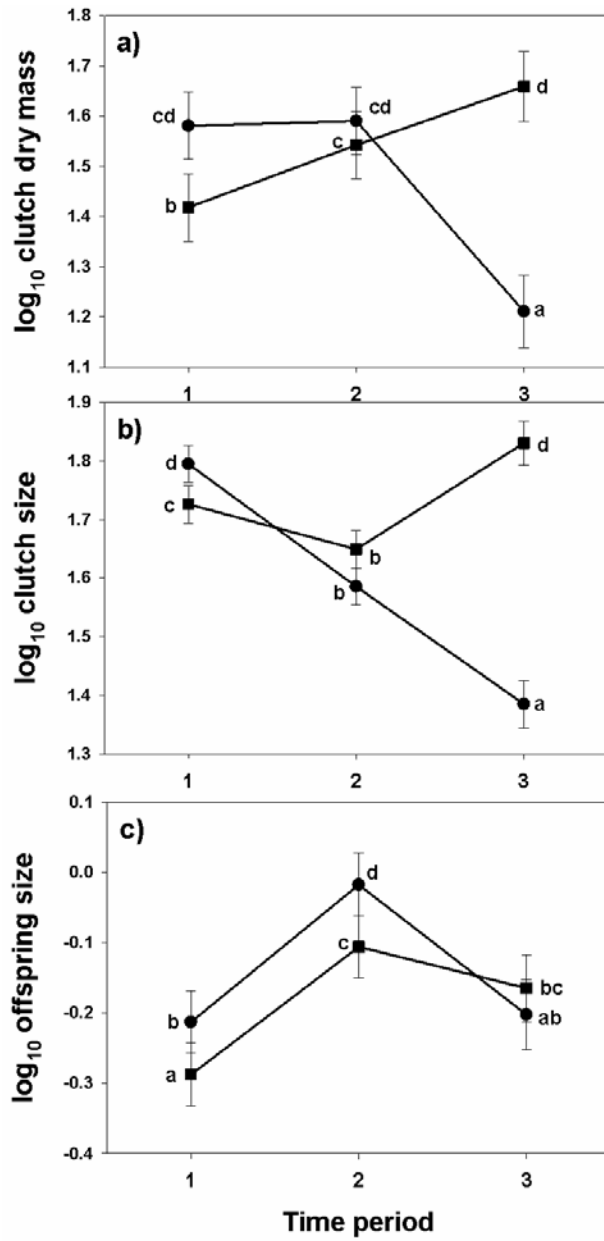 a)
log10 clutch dry mass
1.8
1.7
1.6
1.5
1.4
1.3
1.2
1.1
cd
cd
d
c
b
a
1 2 3
b)
log10 clutch size
1.9
1.8
1.7
1.6
1.5
1.4
1.3
d
d
c
b
b
a
1 2 3
c)
log10 offspring size
0.1
0.0
-0.1
-0.2
-0.3
-0.4
d
c
bc
b
ab
a
1 2 3
Time period